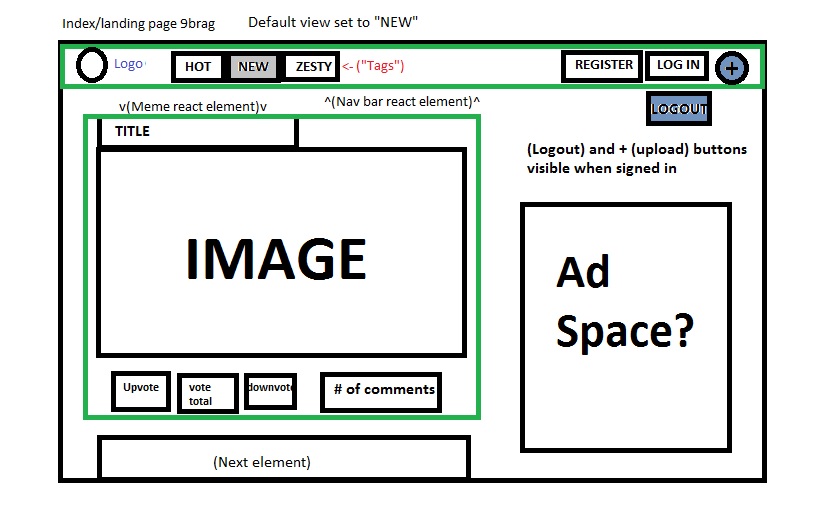 Index/landing page 9brag
Default view set to "NEW"
Logo
HOT
NEW
ZESTY
<- ("Tags")
REGISTER
LOG IN
+
v(Meme react element)v
^(Nav bar react element)^
LOGOUT
TITLE
(Logout) and + (upload) buttons
visible when signed in
IMAGE
Ad
Space?
Upvote
vote
total
downvote
# of comments
(Next element)